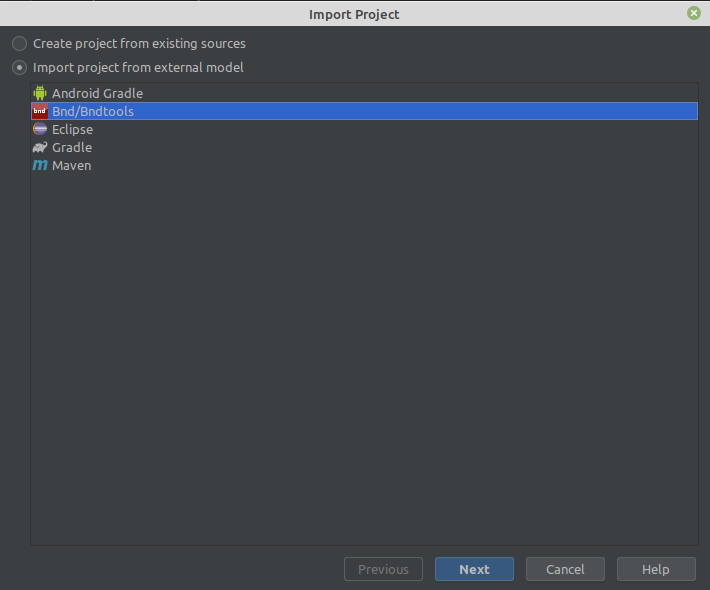 Import Project
Create project from existing sources
Import project from external model
Android Gradle
bnd Bnd/Bndtools
Eclipse
Gradle
m Maven
Previous Next Cancel Help